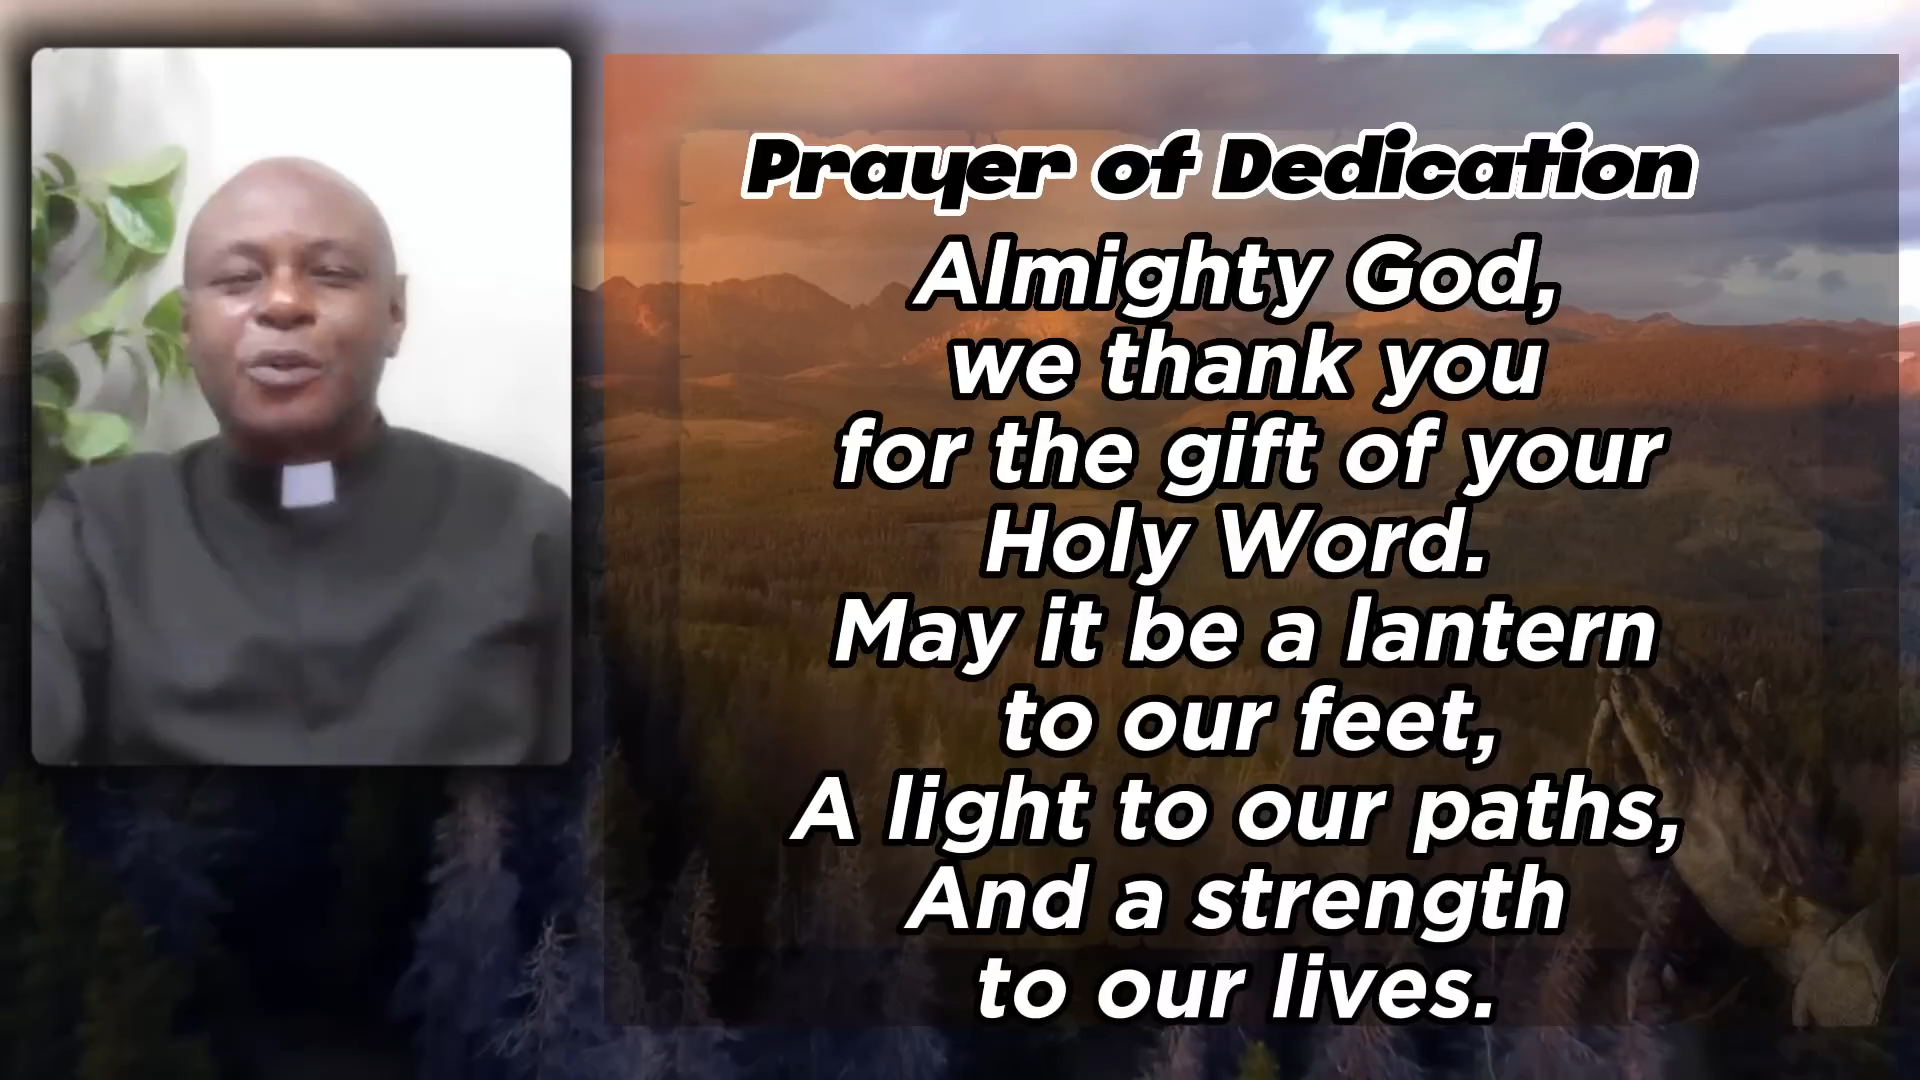 Prayer of Dedication
Almighty God,
we thank you
for the gift of your
Holy Word.
May it be a lantern
to our feet,
A light to our paths,
And a strength
to our lives.